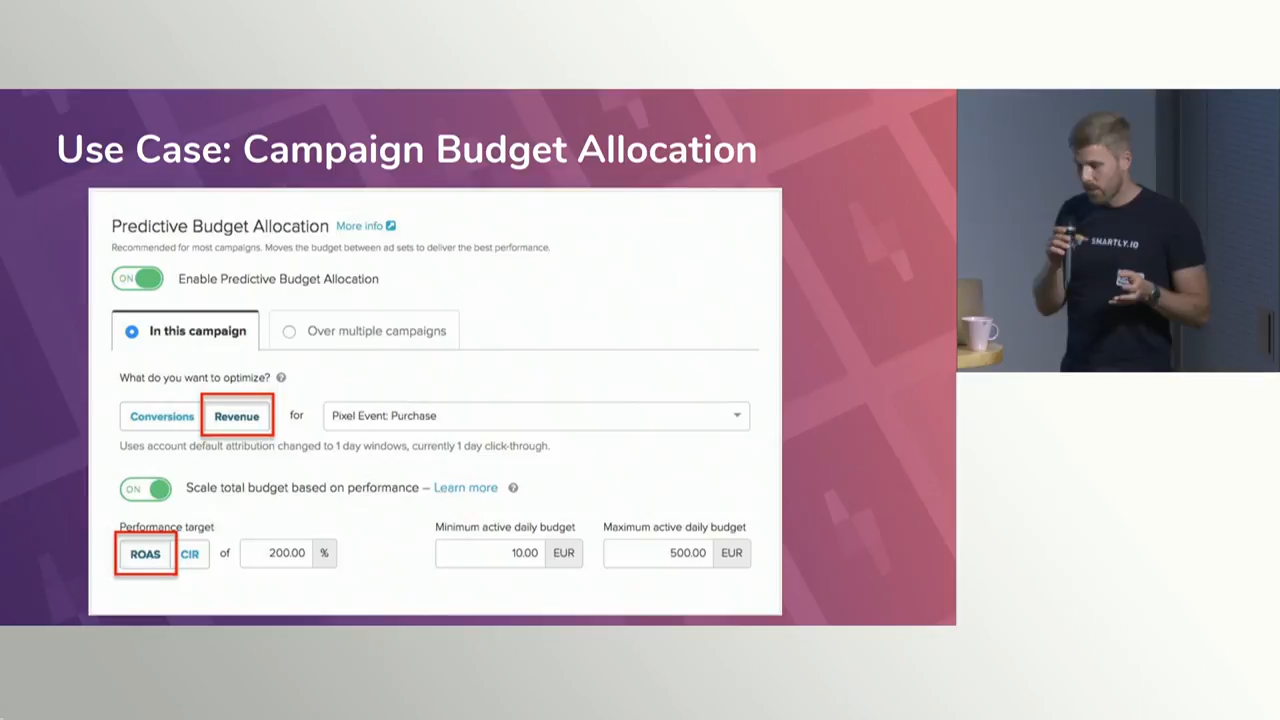 Use Case: Campaign Budget Allocation
Predictive Budget Allocation More info
Recommended for most campaigns. Moves the budget between ad sets to deliver the best performance.
ON Enable Predictive Budget Allocation
In this campaign Over multiple campaigns
What do you want to optimize?
Conversions Revenue for Pixel Event: Purchase
Uses account default attribution changed to 1 day windows, currently 1 day click-through.
ON Scale total budget based on performance – Learn more
Performance target Minimum active daily budget Maximum active daily budget
ROAS CIR of 200.00 % 10.00 EUR 500.00 EUR
SMARTLY.IO